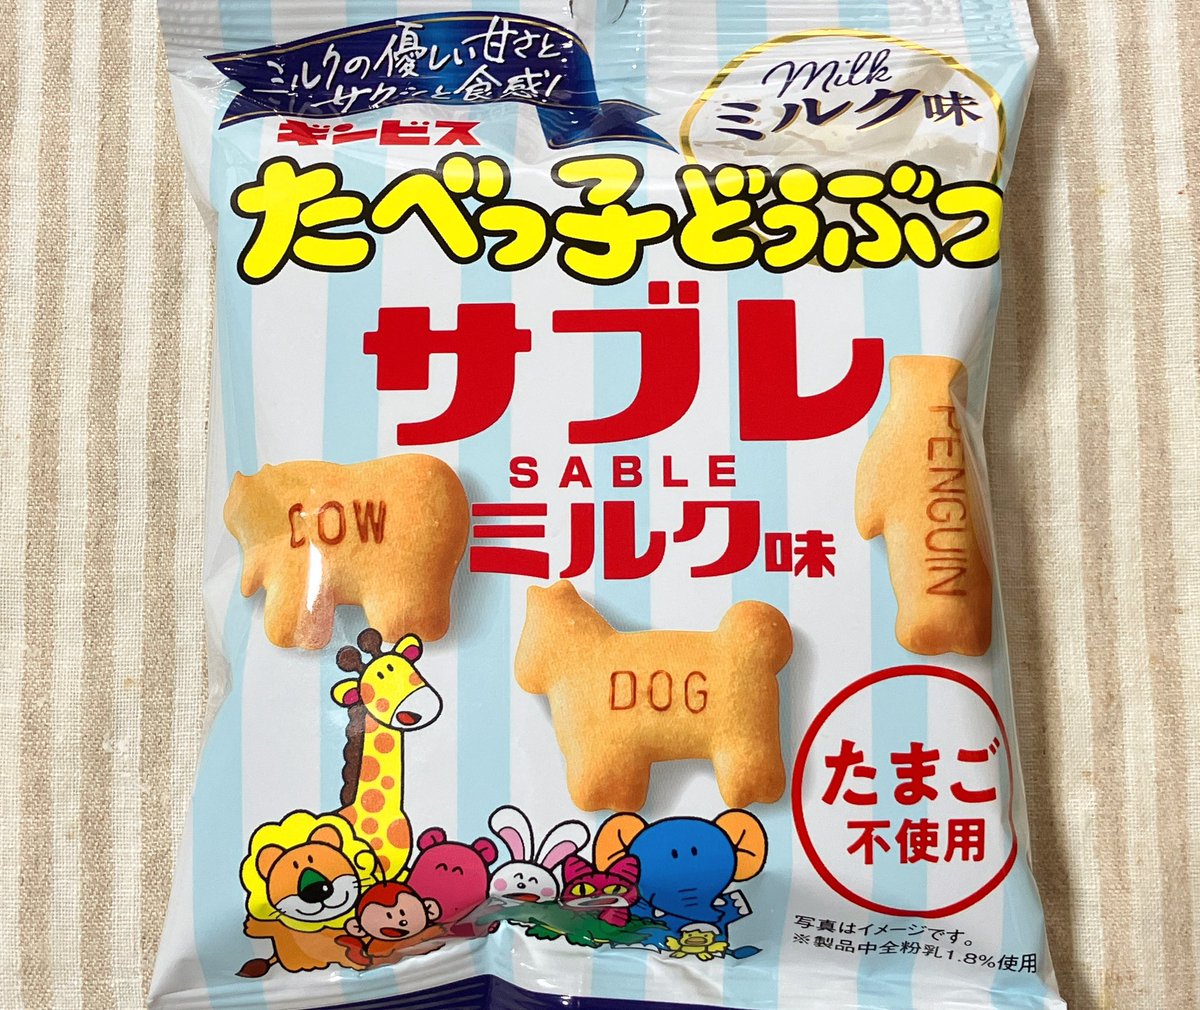 ミルクの優しい甘さと、
サクッと食感！
Milk
ミルク味
ギンビス
たべっ子どうぶつ
サブレ
SABLE
ミルク味
COW
PENGUIN
DOG
たまご
不使用
写真はイメージです。
※製品中全粉乳1.8%使用